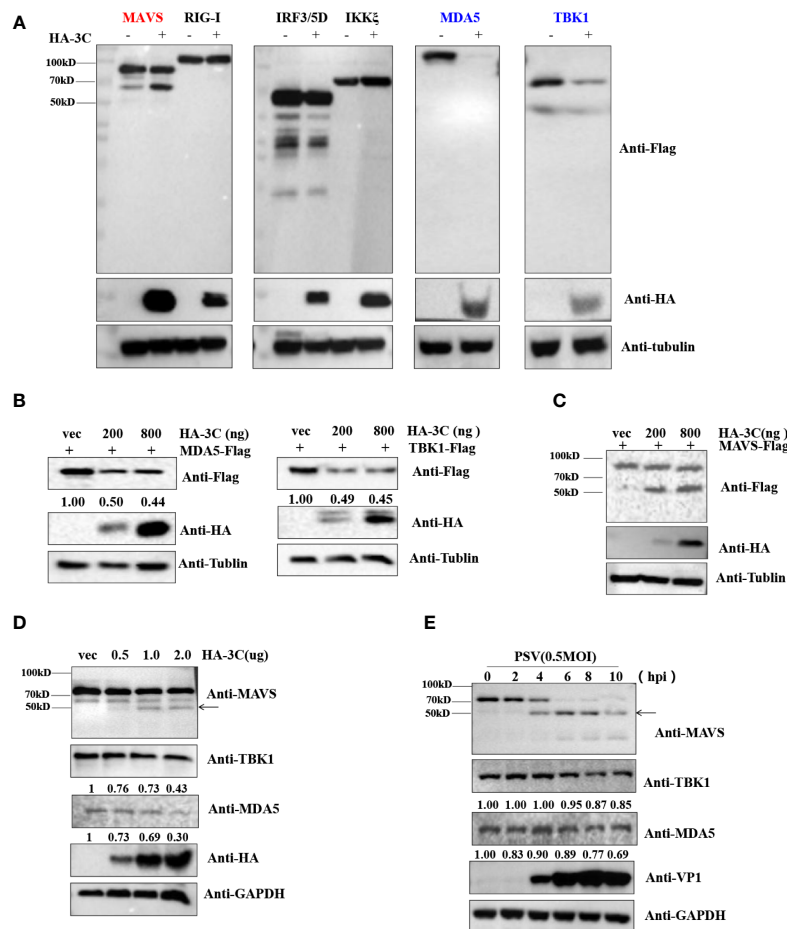 A
MAVS RIG-I IRF3/5D IKKξ MDA5 TBK1
HA-3C - + - + - + - + - + - +
100kD
70kD
50kD
Anti-Flag
Anti-HA
Anti-tubulin
B
vec 200 800 HA-3C (ng)
+ + + MDA5-Flag
Anti-Flag
1.00 0.50 0.44
Anti-HA
Anti-Tublin
vec 200 800 HA-3C (ng )
+ + + TBK1-Flag
Anti-Flag
1.00 0.49 0.45
Anti-HA
Anti-Tublin
C
vec 200 800 HA-3C(ng )
+ + + MAVS-Flag
100kD
70kD
50kD
Anti-Flag
Anti-HA
Anti-Tublin
D
vec 0.5 1.0 2.0 HA-3C(ug)
100kD
70kD
50kD
Anti-MAVS
Anti-TBK1
1 0.76 0.73 0.43
Anti-MDA5
1 0.73 0.69 0.30
Anti-HA
Anti-GAPDH
E
PSV(0.5MOI)
0 2 4 6 8 10 ( hpi)
100kD
70kD
50kD
Anti-MAVS
Anti-TBK1
1.00 1.00 1.00 0.95 0.87 0.85
Anti-MDA5
1.00 0.83 0.90 0.89 0.77 0.69
Anti-VP1
Anti-GAPDH